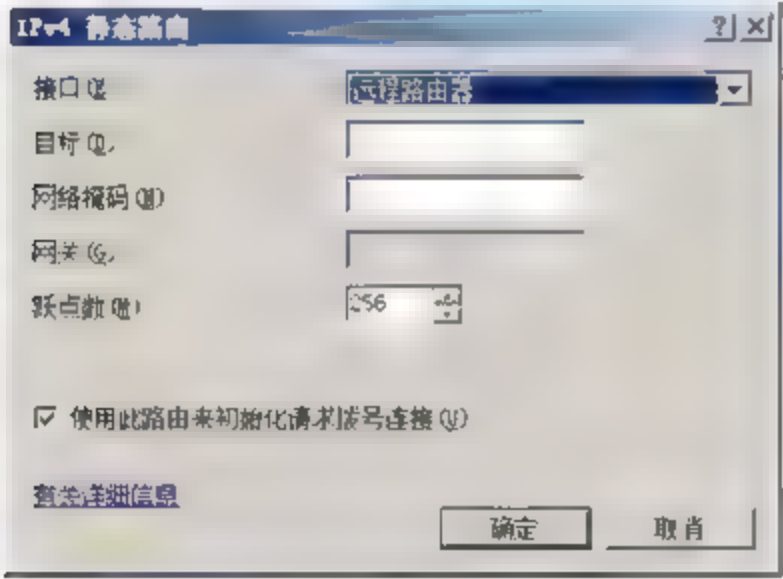 IPv4 静态路由
接口(E)
远程路由器
目标(D)
网络掩码(N)
网关(G)
跃点数(M)
256
使用此路由来初始化请求拨号连接(U)
查关详细信息
确定
取肖